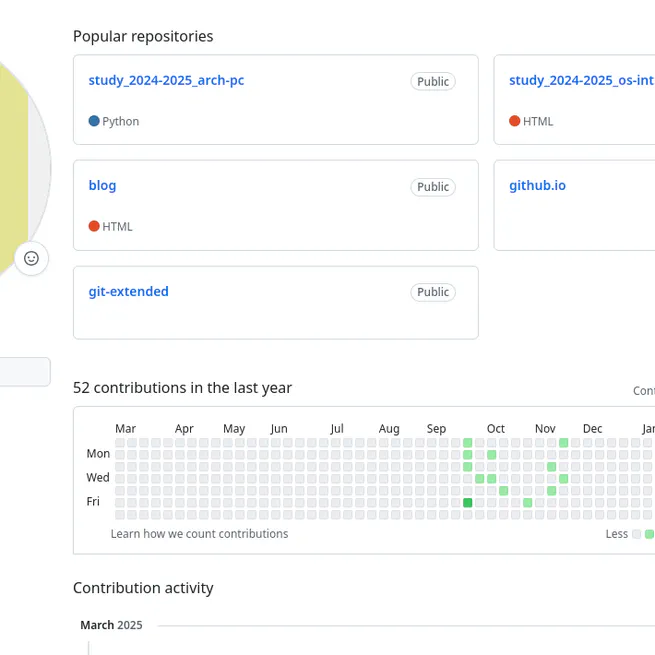 Popular repositories
study_2024-2025_arch-pc
Public
Python
study_2024-2025_os-int
HTML
blog
Public
HTML
github.io
git-extended
Public
52 contributions in the last year
Cont
Mar Apr May Jun Jul Aug Sep Oct Nov Dec Jan
Mon
Wed
Fri
Learn how we count contributions
Less
Contribution activity
March 2025